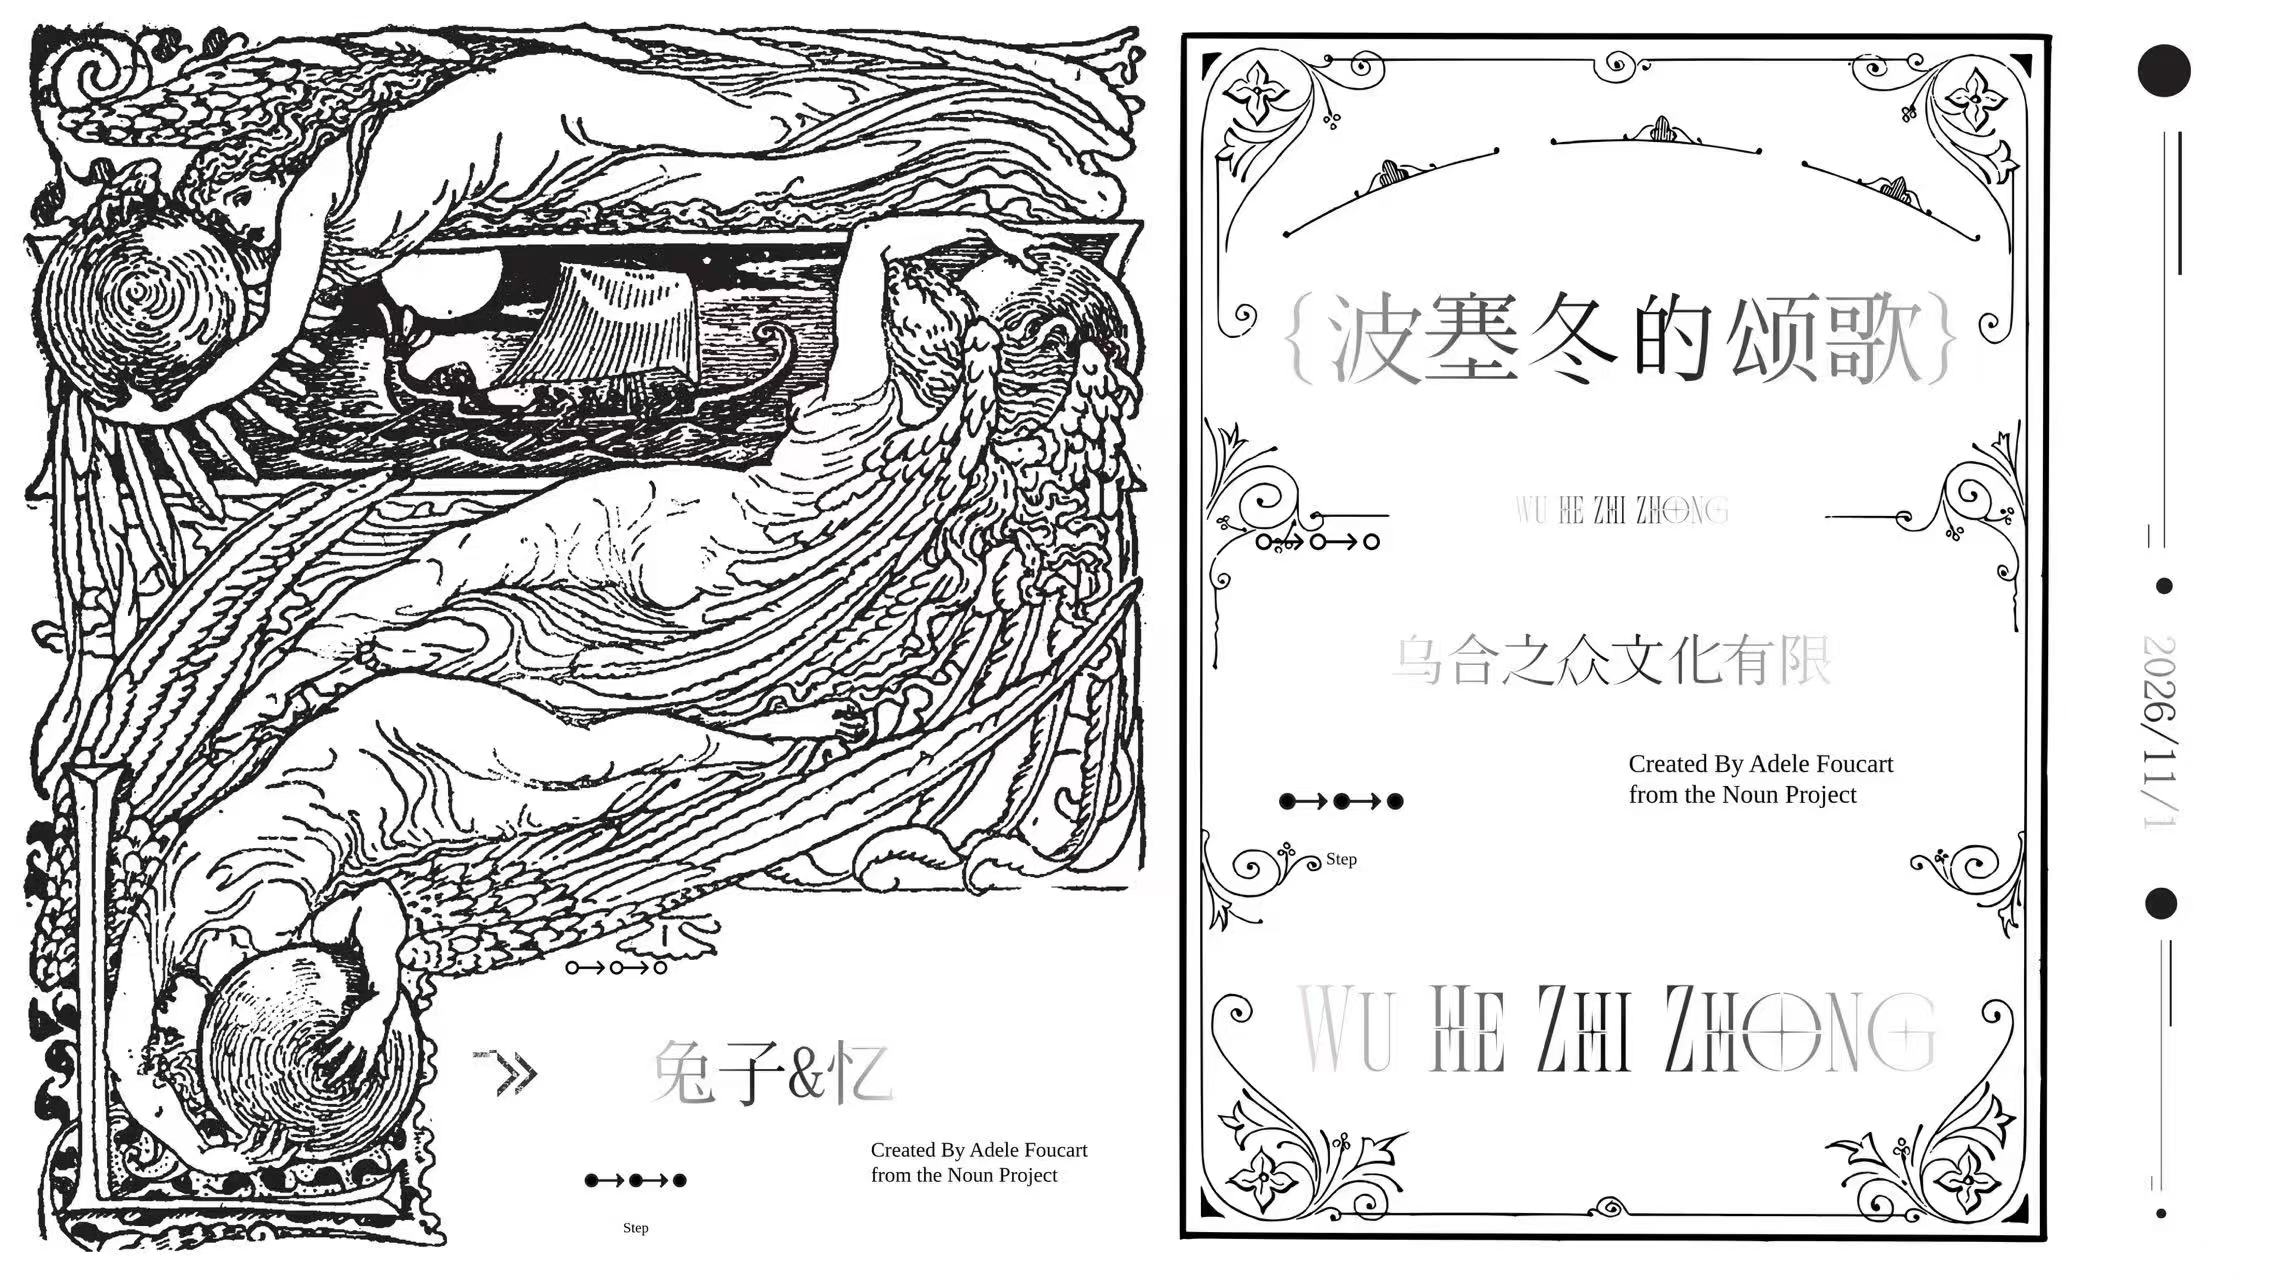 兔子&忆
Created By Adele Foucart
from the Noun Project
Step
{波塞冬的颂歌}
WU HE ZHI ZHONG
乌合之众文化有限
Created By Adele Foucart
from the Noun Project
Step
WU HE ZHI ZHONG
2026/11/1